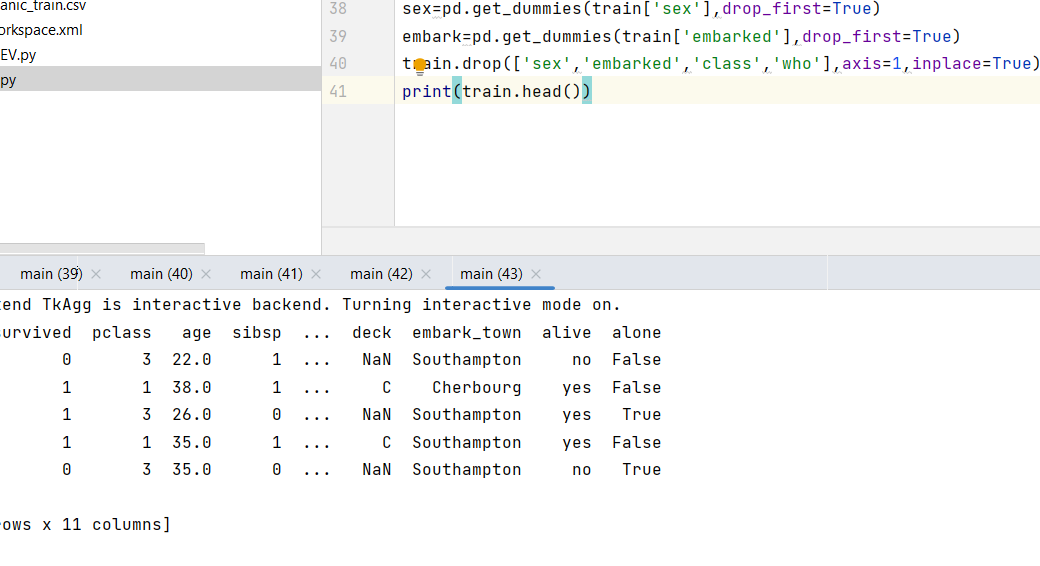 anic_train.csv
orkspace.xml
EV.py
py
38 sex=pd.get_dummies(train['sex'],drop_first=True)
39 embark=pd.get_dummies(train['embarked'],drop_first=True)
40 train.drop(['sex','embarked','class','who'],axis=1,inplace=True)
41 print(train.head())
main (39) × main (40) × main (41) × main (42) × main (43) ×
end TkAgg is interactive backend. Turning interactive mode on.
urvived pclass age sibsp ... deck embark_town alive alone
0 3 22.0 1 ... NaN Southampton no False
1 1 38.0 1 ... C Cherbourg yes False
1 3 26.0 0 ... NaN Southampton yes True
1 1 35.0 1 ... C Southampton yes False
0 3 35.0 0 ... NaN Southampton no True
ows x 11 columns]